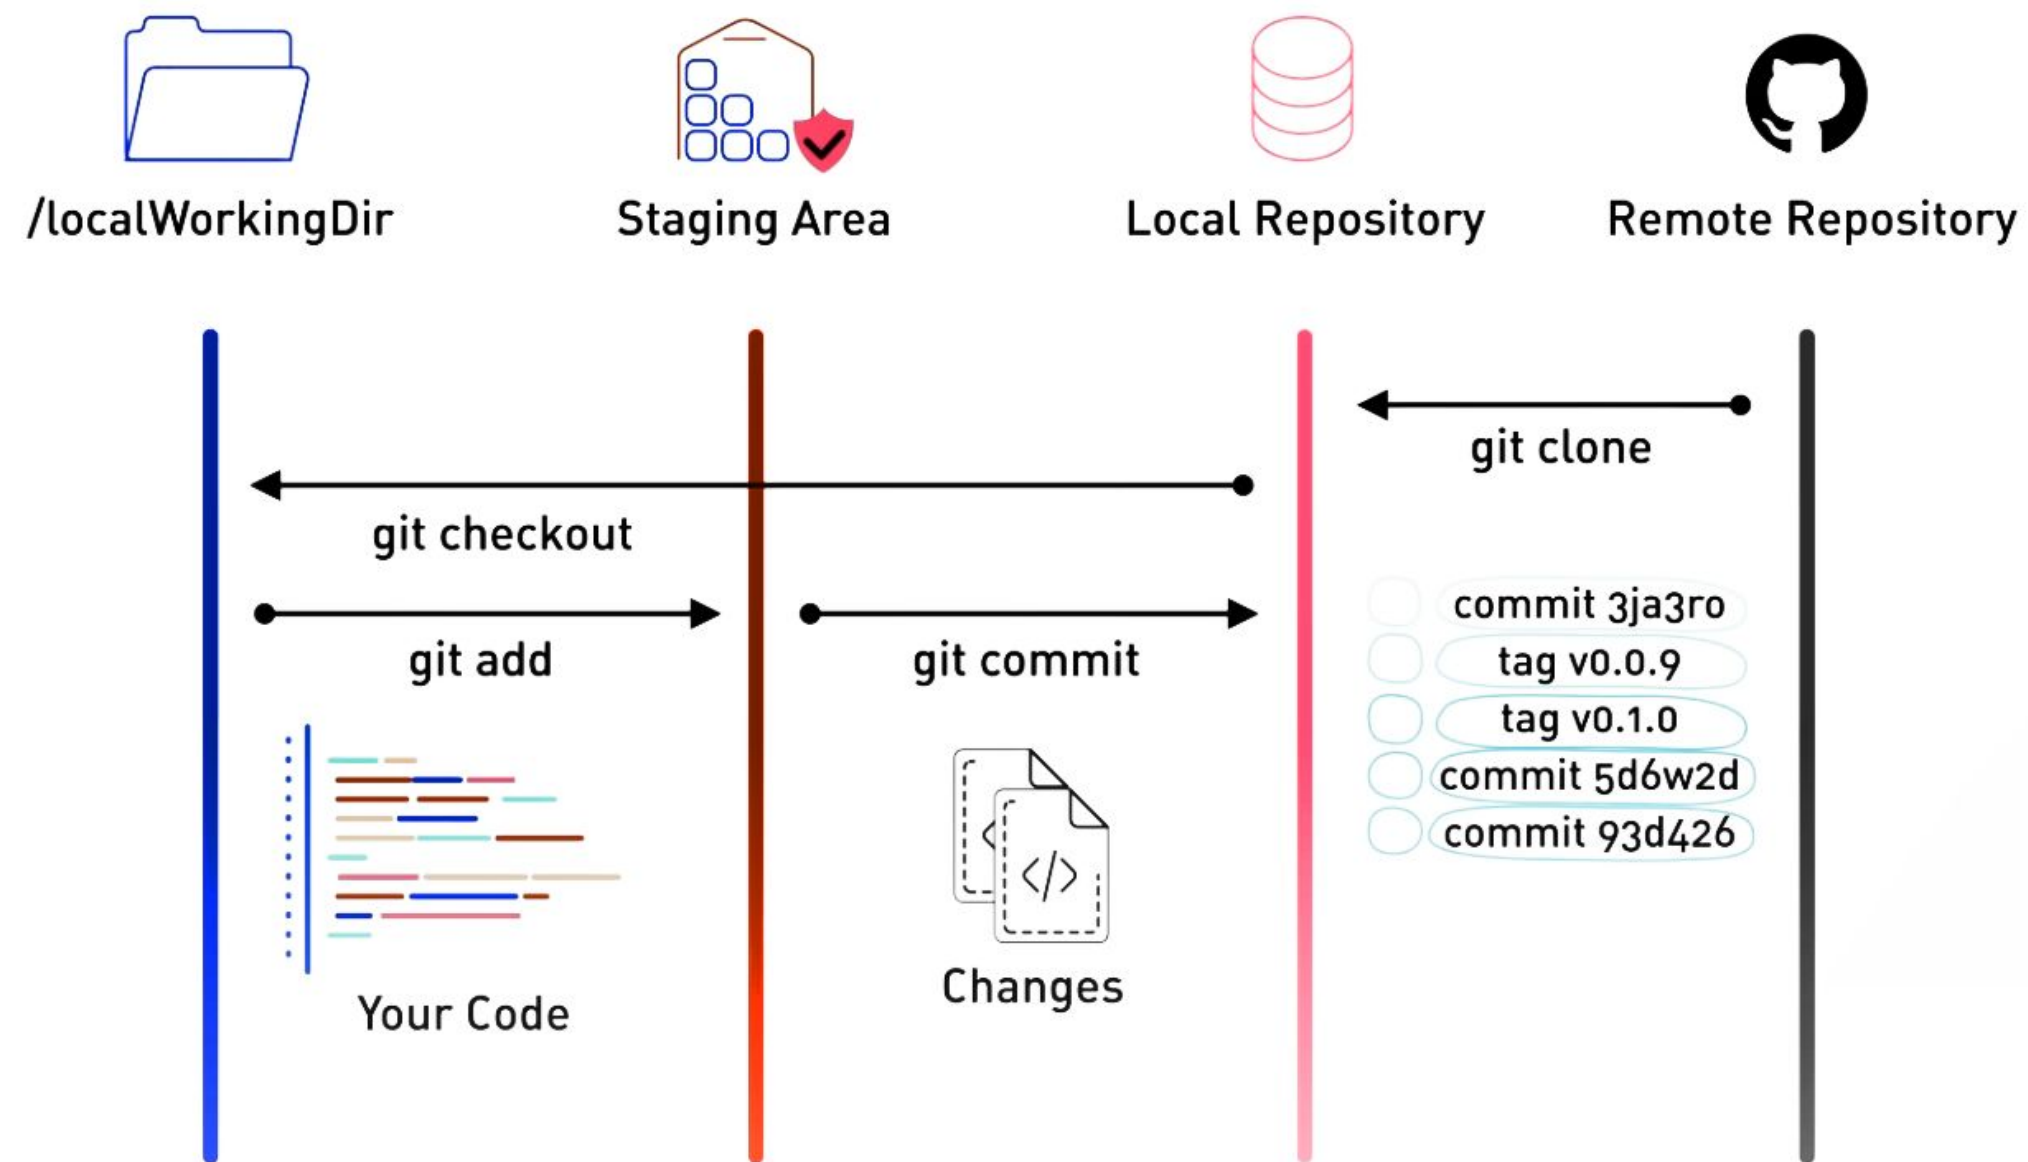 /localWorkingDir
Staging Area
Local Repository
Remote Repository
git clone
git checkout
git add
git commit
commit 3ja3ro
tag v0.0.9
tag v0.1.0
commit 5d6w2d
commit 93d426
</>
Changes
Your Code